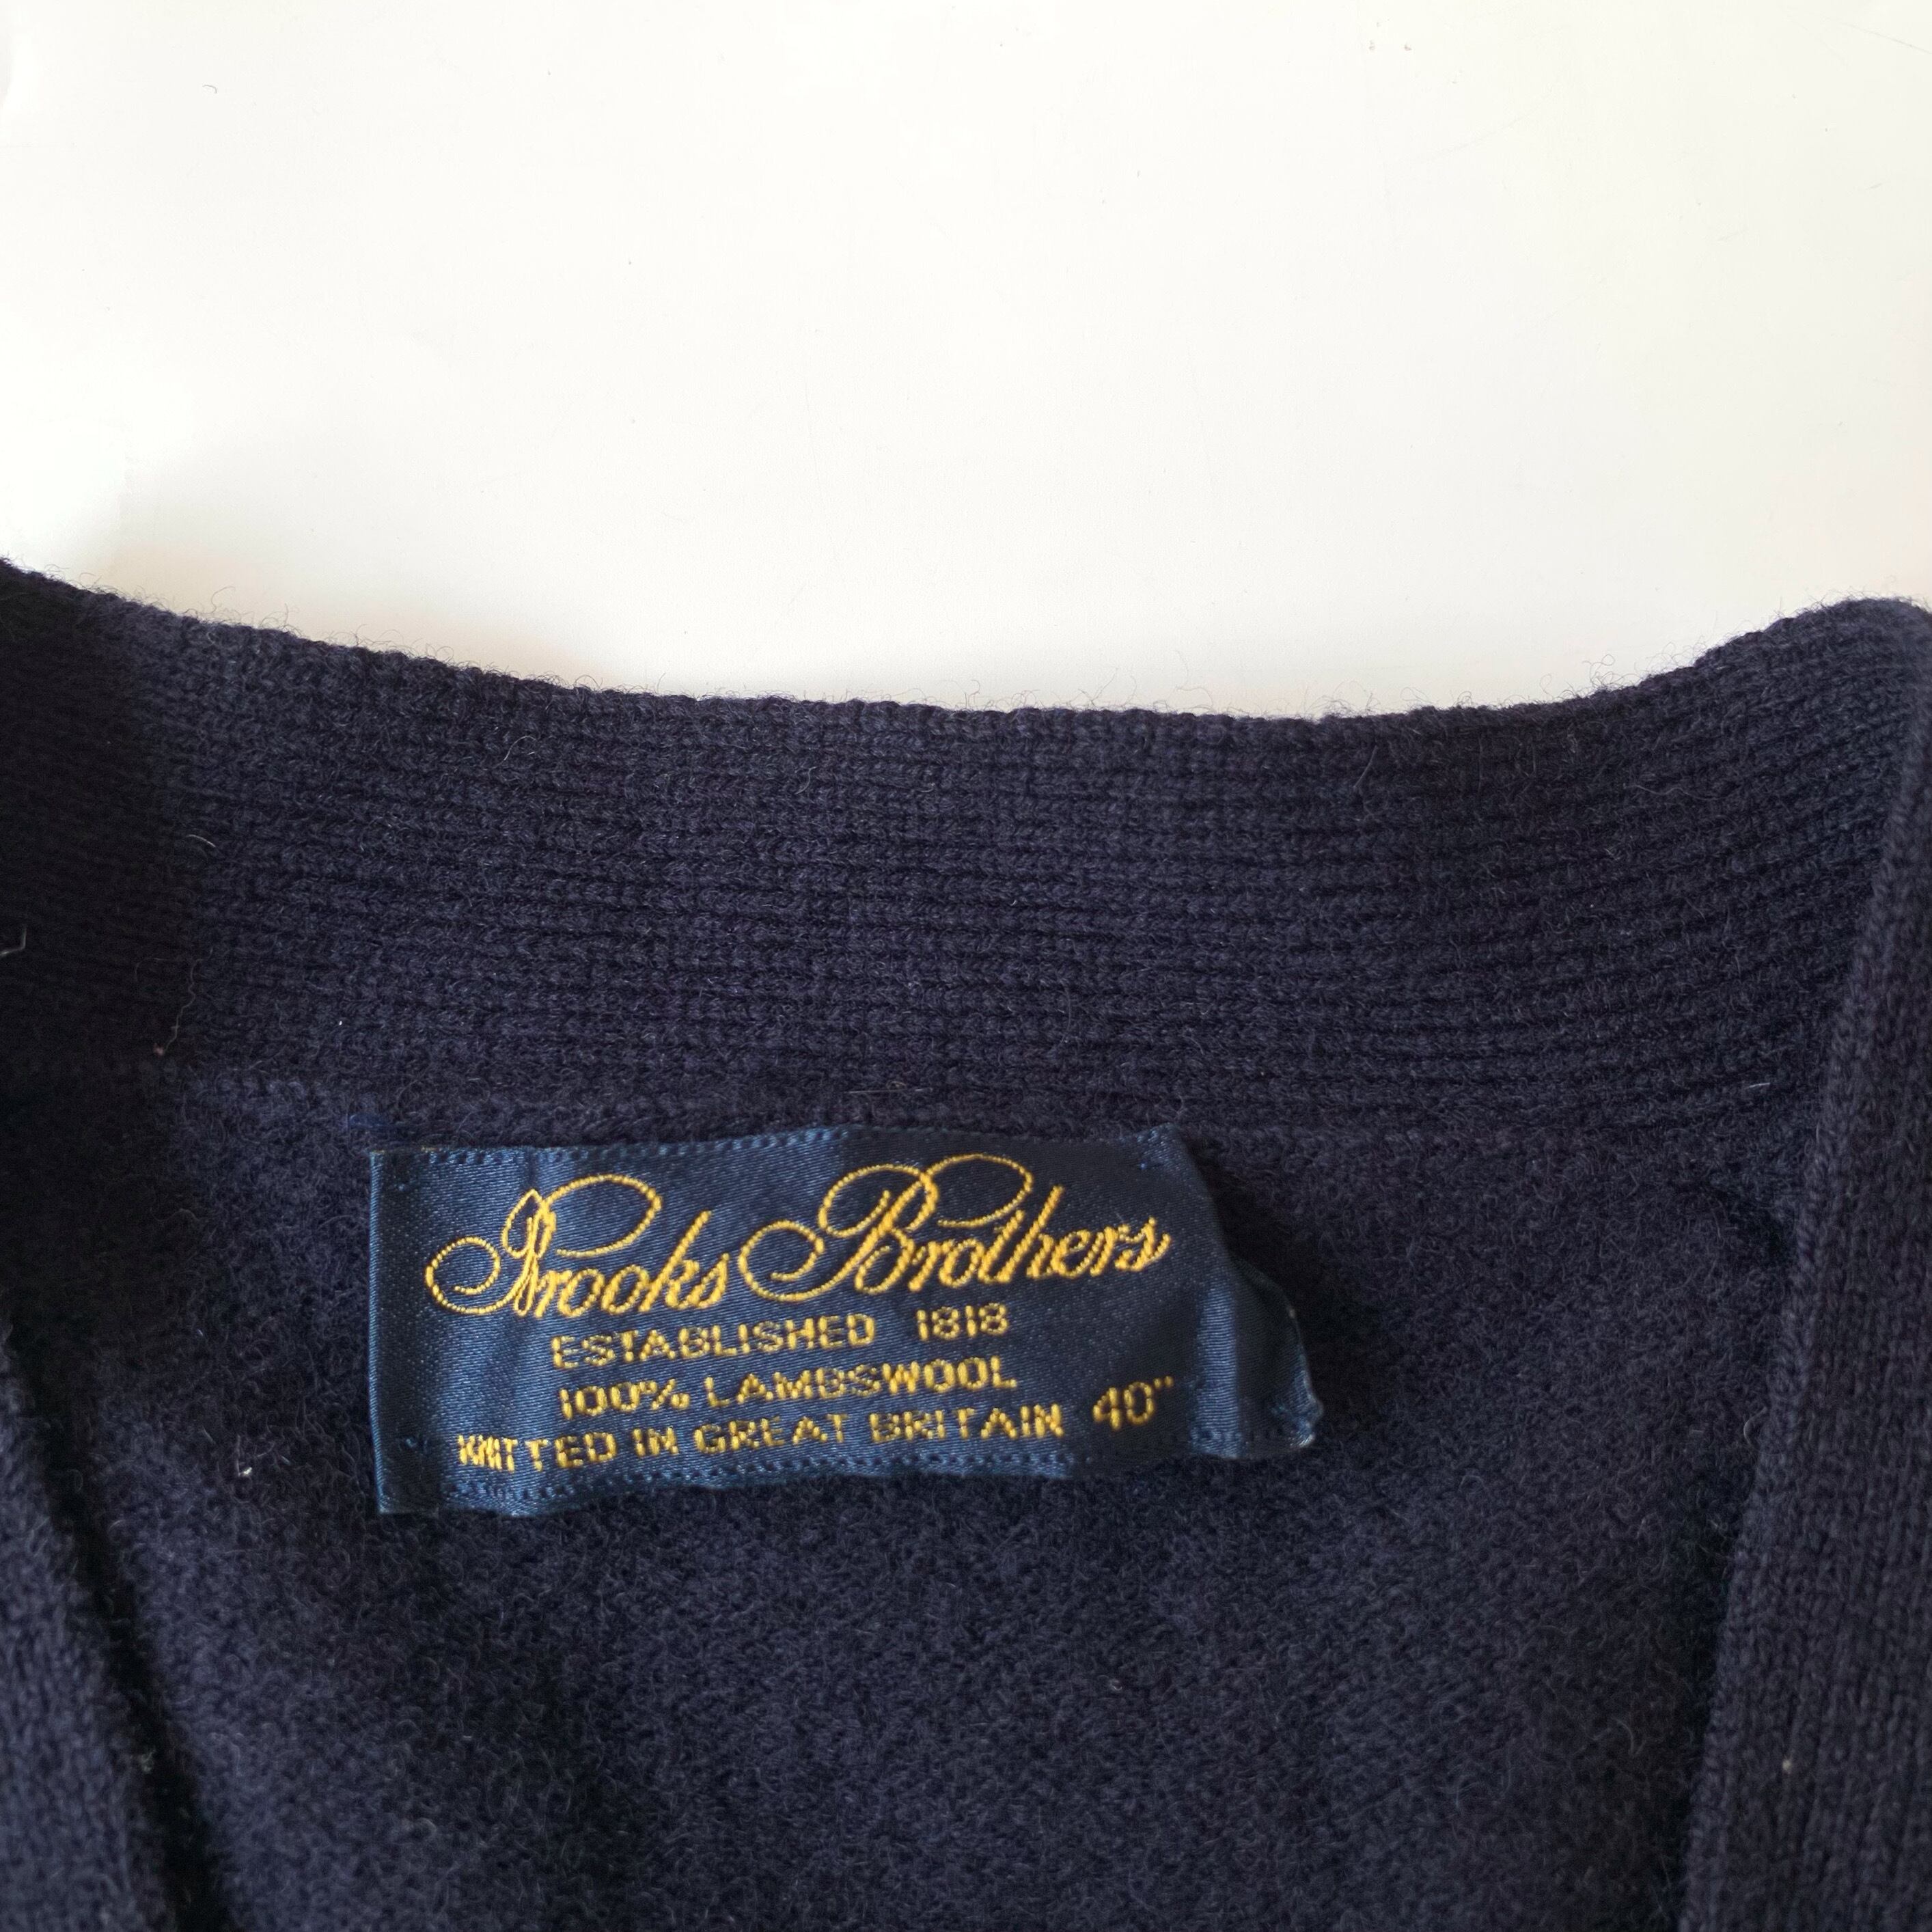 Brooks Brothers
ESTABLISHED 1818
100% LAMBSWOOL
KNITTED IN GREAT BRITAIN 40"